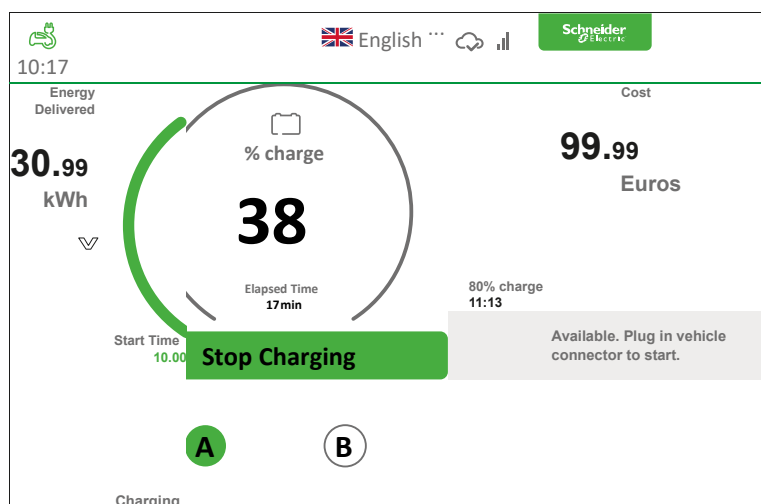 English ...
Schneider
Electric
10:17
Energy
Delivered
30.99
kWh
% charge
38
Elapsed Time
17min
Cost
99.99
Euros
80% charge
11:13
Start Time
10.00
Stop Charging
Available. Plug in vehicle
connector to start.
A
B
Charging